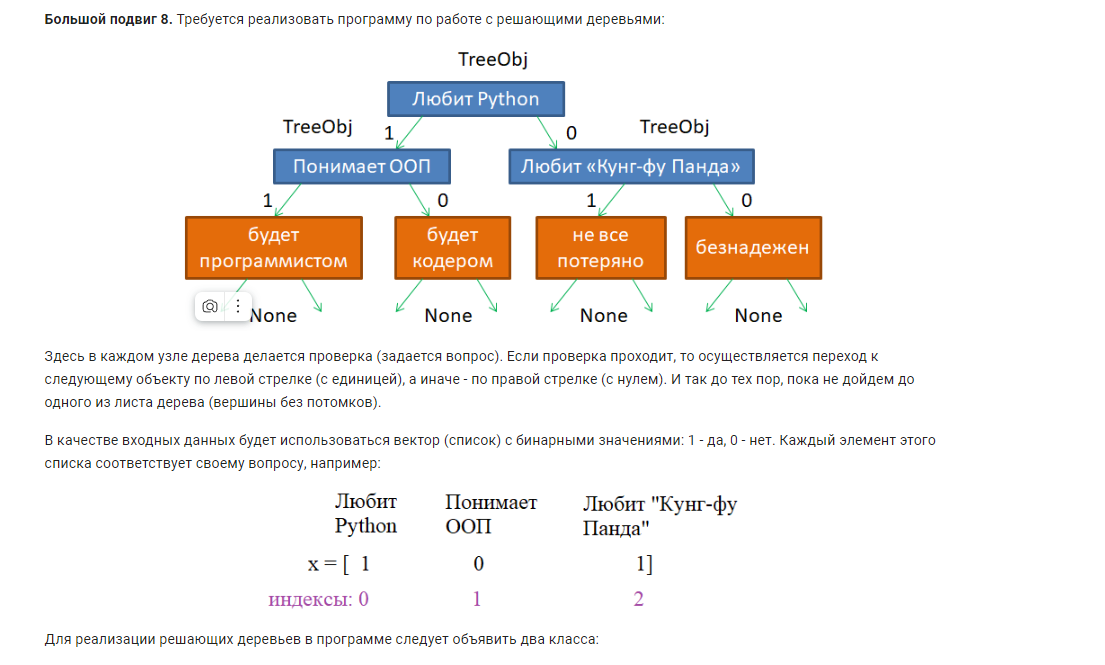 Большой подвиг 8. Требуется реализовать программу по работе с решающими деревьями:
TreeObj
Любит Python
TreeObj 1 0 TreeObj
Понимает ООП Любит «Кунг-фу Панда»
1 0 1 0
будет будет не все безнадежен
программистом кодером потеряно
None None None None
Здесь в каждом узле дерева делается проверка (задается вопрос). Если проверка проходит, то осуществляется переход к
следующему объекту по левой стрелке (с единицей), а иначе - по правой стрелке (с нулем). И так до тех пор, пока не дойдем до
одного из листа дерева (вершины без потомков).
В качестве входных данных будет использоваться вектор (список) с бинарными значениями: 1 - да, 0 - нет. Каждый элемент этого
списка соответствует своему вопросу, например:
Любит Понимает Любит "Кунг-фу
Python ООП Панда"
x = [ 1 0 1]
индексы: 0 1 2
Для реализации решающих деревьев в программе следует объявить два класса: